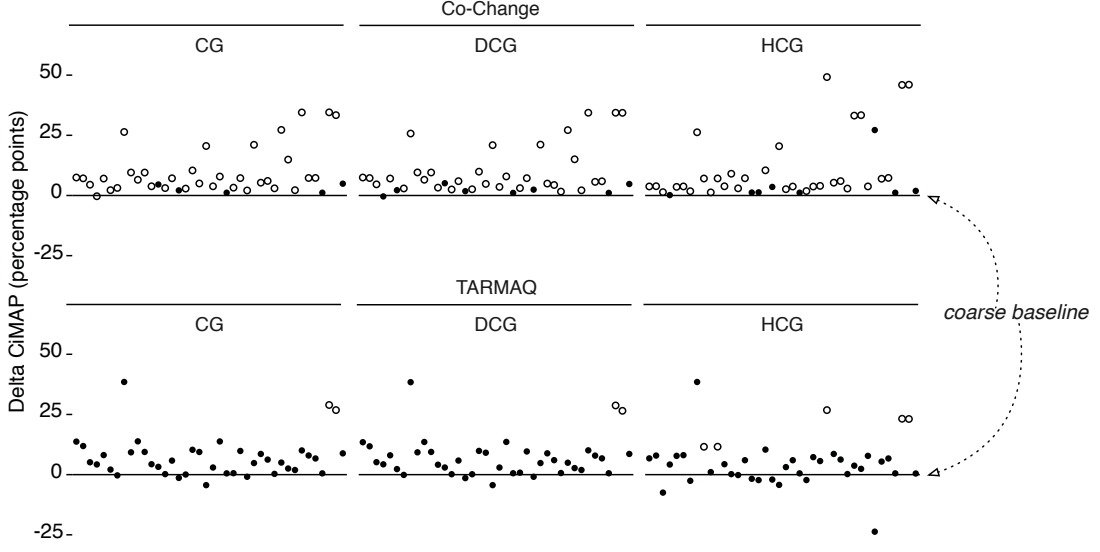 Co-Change
CG DCG HCG
50
25
0
-25
Delta CiMAP (percentage points)
coarse baseline
TARMAQ
CG DCG HCG
50
25
0
-25